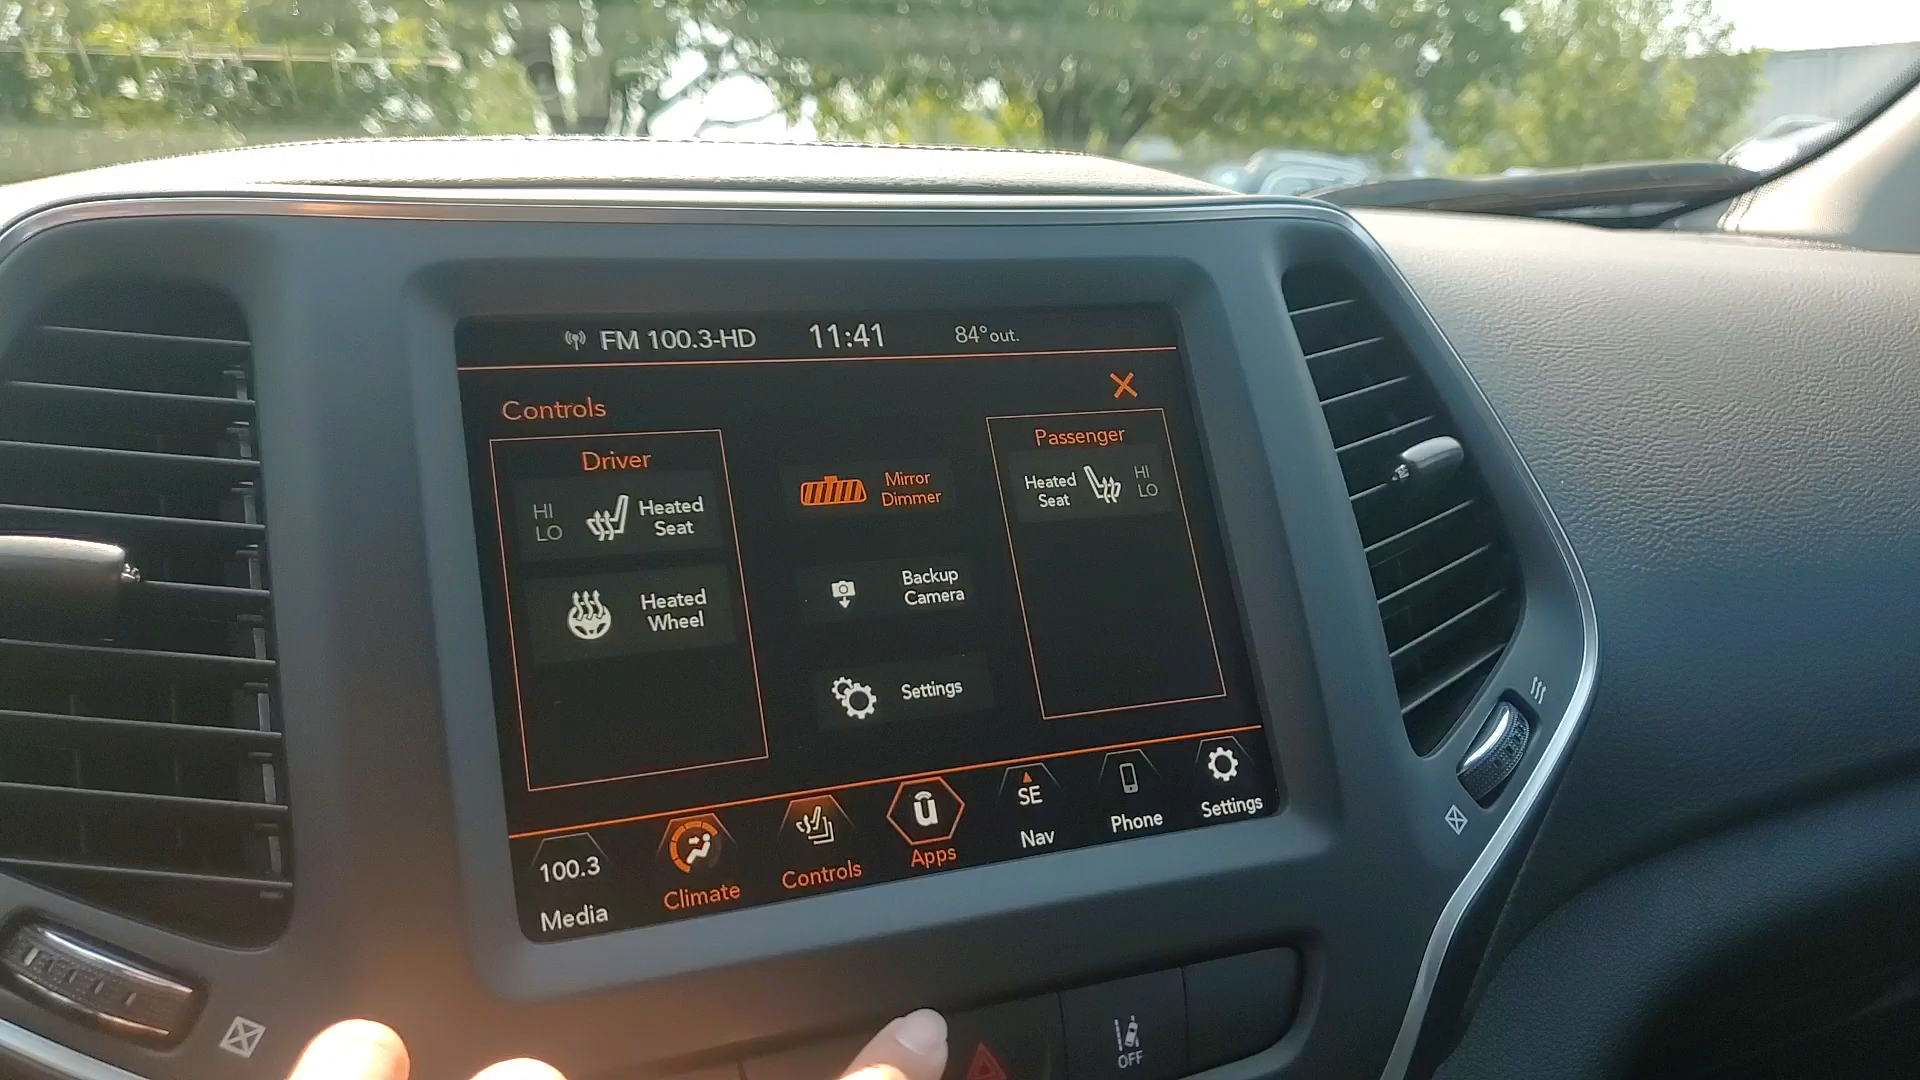 FM 100.3-HD 11:41 84° out.
Controls
Driver
HI
LO
Heated
Seat
Heated
Wheel
Mirror
Dimmer
Backup
Camera
Settings
Passenger
Heated
Seat
HI
LO
100.3
Media
Climate
Controls
Apps
SE
Nav
Phone
Settings
OFF